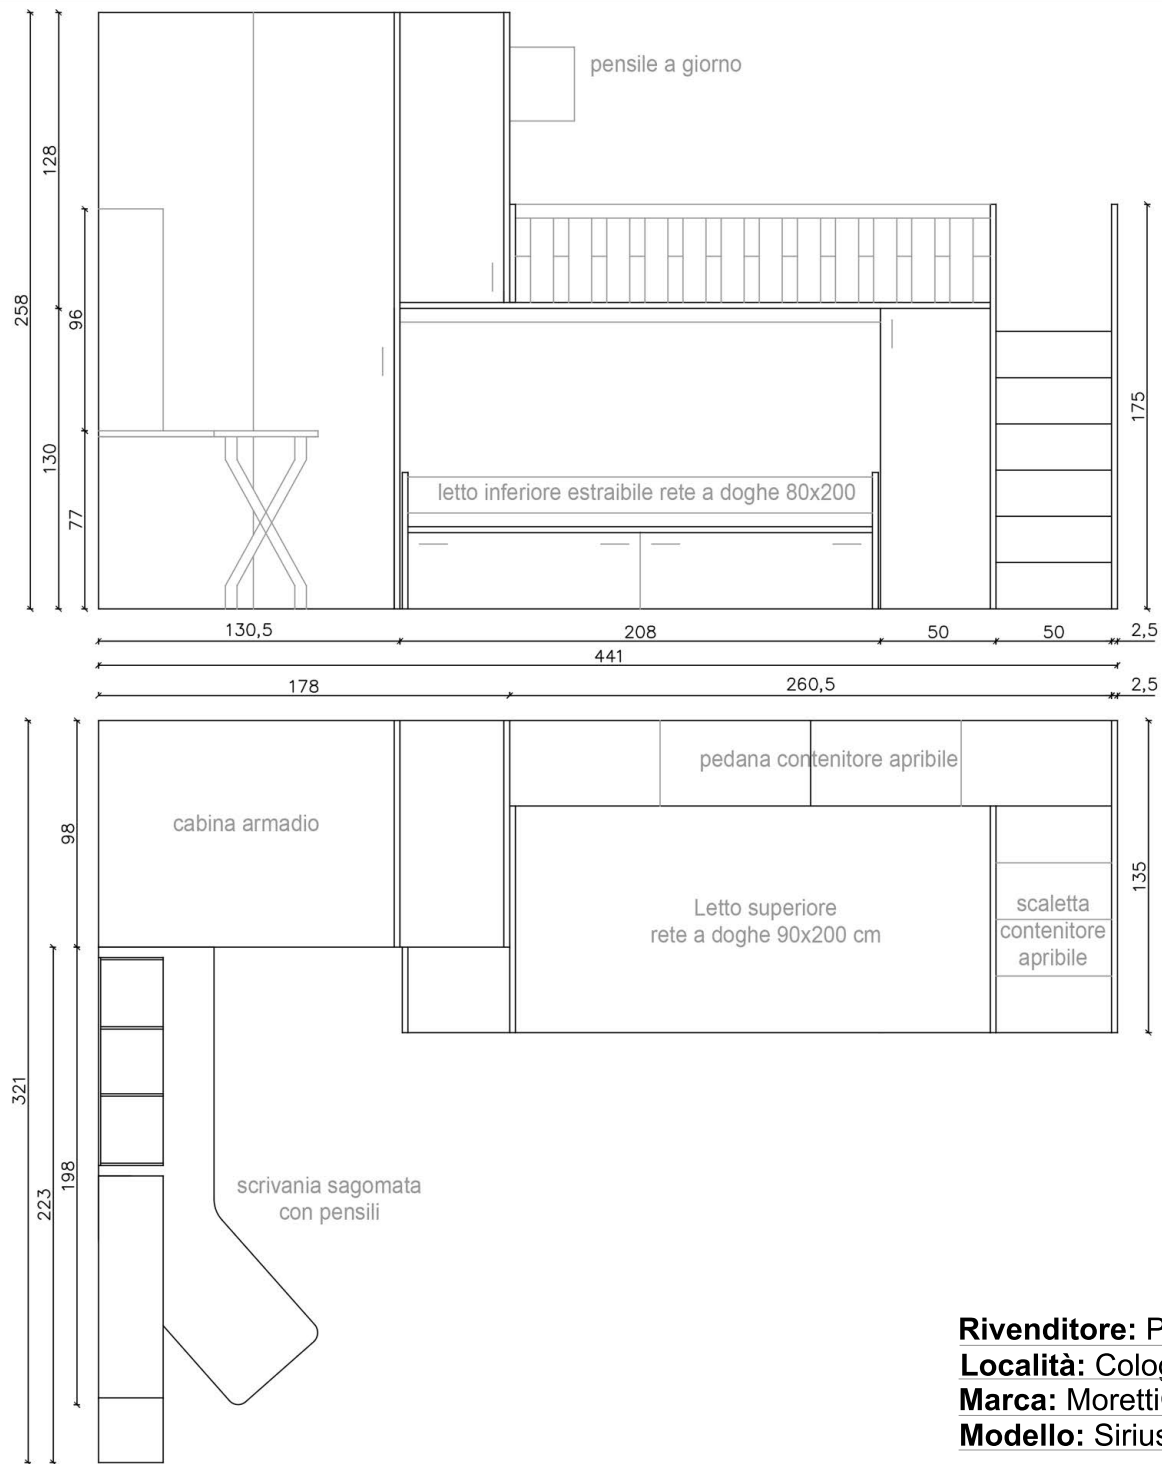 pensile a giorno
128
258
96
130
77
175
letto inferiore estraibile rete a doghe 80x200
130,5
208
50
50
2,5
441
178
260,5
2,5
pedana contenitore apribile
cabina armadio
98
135
Letto superiore
rete a doghe 90x200 cm
scaletta
contenitore
apribile
321
223
198
scrivania sagomata
con pensili
Rivenditore:
Località:
Marca:
Modello: Sirius